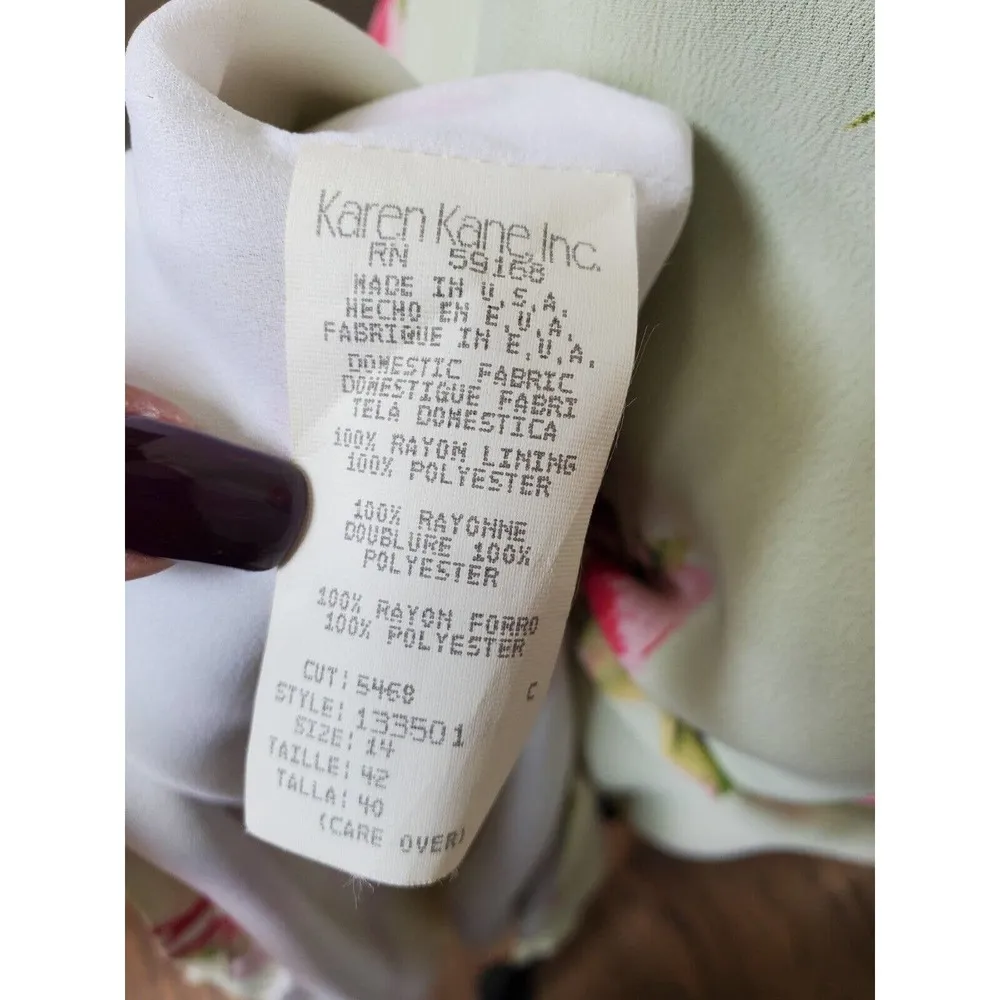 Karen Kane, Inc.
RN 59168
MADE IN U.S.A.
HECHO EN E.U.A.
FABRIQUE IN E.U.A.
DOMESTIC FABRIC
DOMESTIGUE FABRI
TELA DOMESTICA
100% RAYON LINING
100% POLYESTER
100% RAYONNE
DOUBLURE 100%
POLYESTER
100% RAYON FORRO
100% POLYESTER
CUT: 5468 C
STYLE: 133501
SIZE: 14
TAILLE: 42
TALLA: 40
(CARE OVER)